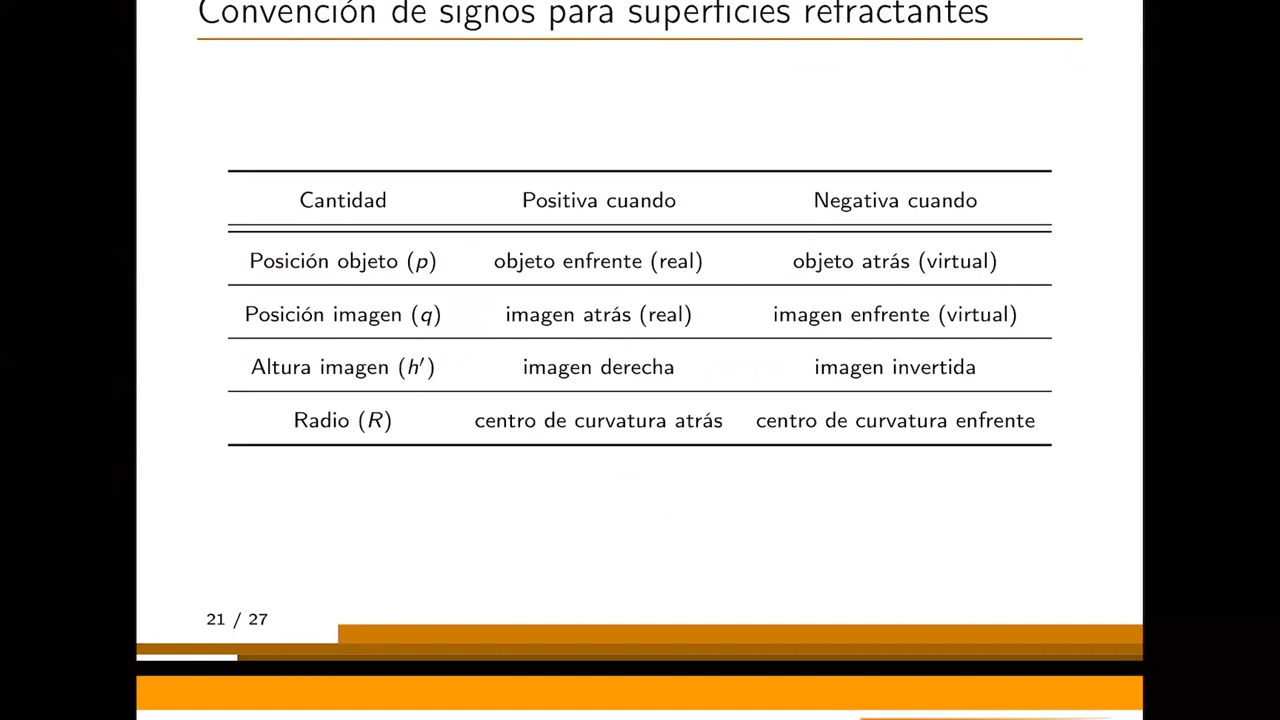 Convención de signos para superficies refractantes
Cantidad Positiva cuando Negativa cuando
Posición objeto (p) objeto enfrente (real) objeto atrás (virtual)
Posición imagen (q) imagen atrás (real) imagen enfrente (virtual)
Altura imagen (h′) imagen derecha imagen invertida
Radio (R) centro de curvatura atrás centro de curvatura enfrente
21 / 27